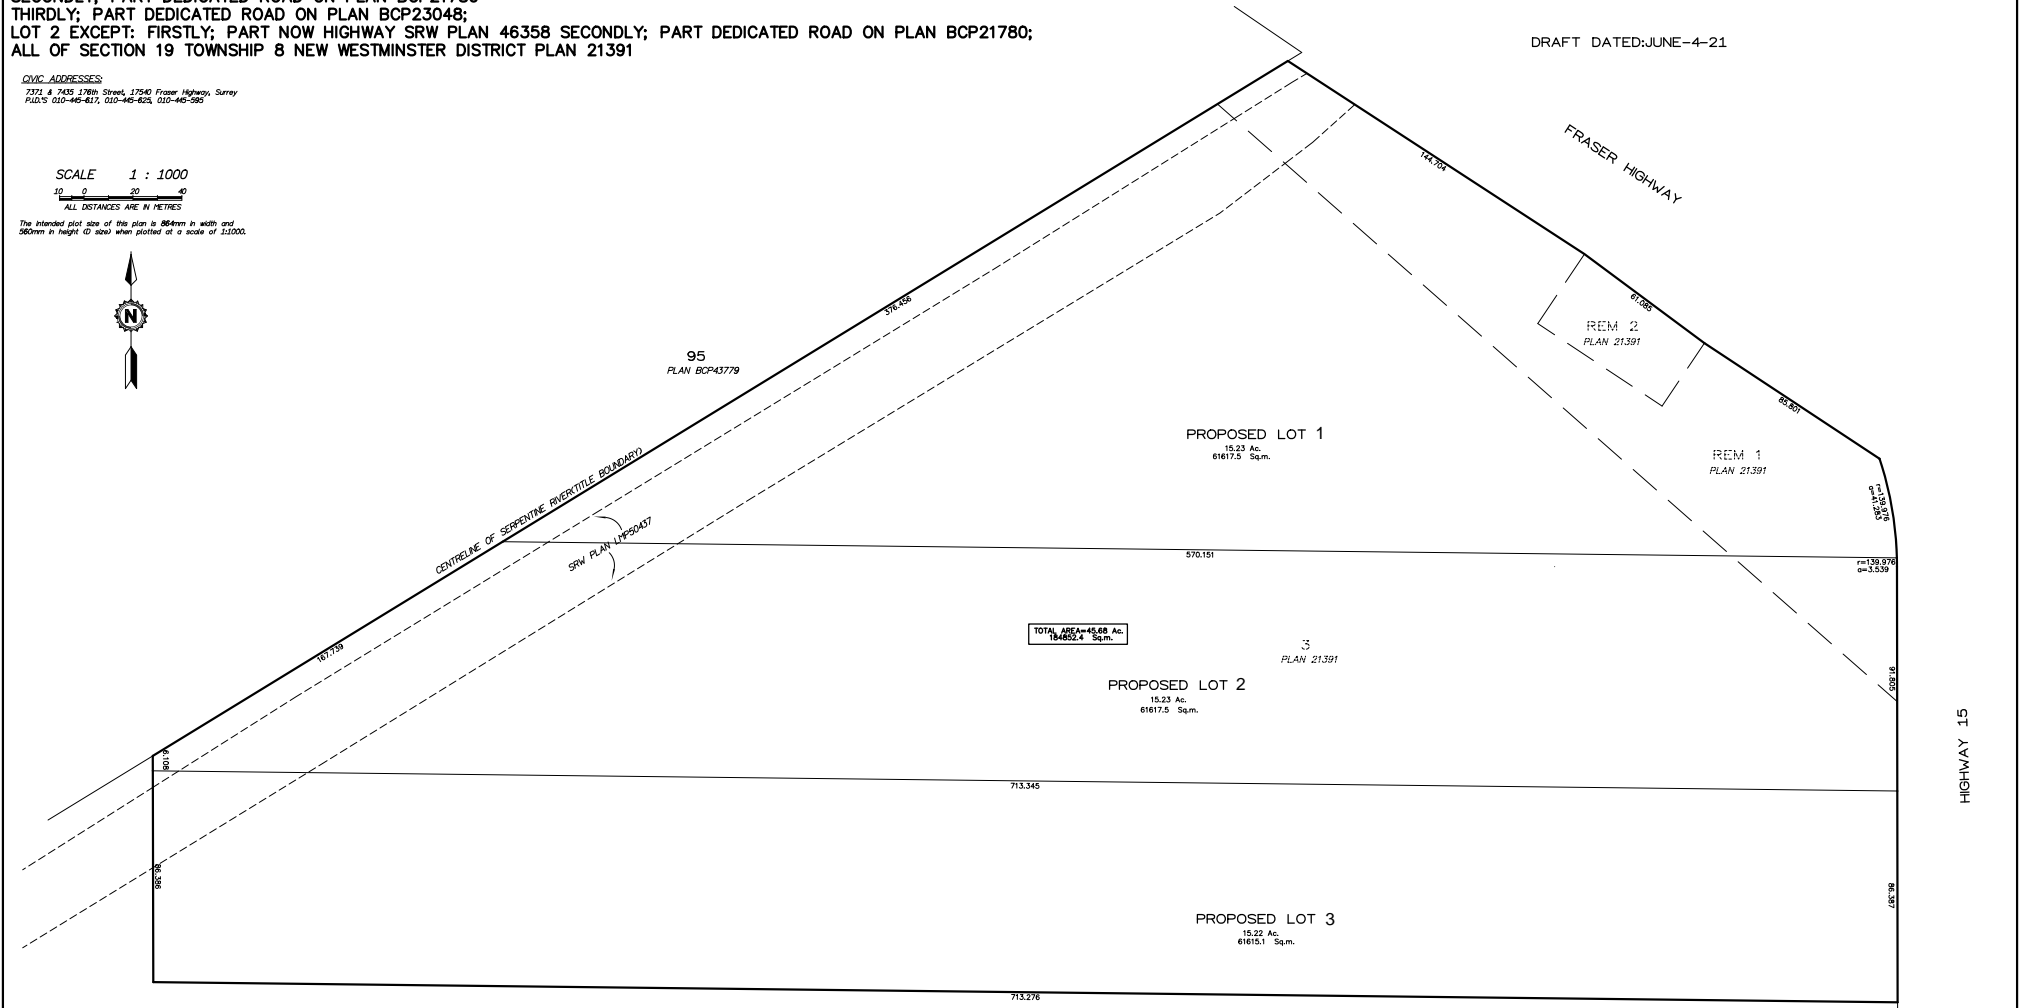 THIRDLY; PART DEDICATED ROAD ON PLAN BCP23048;
LOT 2 EXCEPT: FIRSTLY; PART NOW HIGHWAY SRW PLAN 46358 SECONDLY; PART DEDICATED ROAD ON PLAN BCP21780;
ALL OF SECTION 19 TOWNSHIP 8 NEW WESTMINSTER DISTRICT PLAN 21391
DRAFT DATED:JUNE-4-21
CIVIC ADDRESSES:
7371 & 7435 176th Street, 17540 Fraser Highway, Surrey
P.I.D.'S 010-445-617, 010-445-625, 010-445-595
SCALE 1 : 1000
10 0 20 40
ALL DISTANCES ARE IN METRES
The intended plot size of this plan is 864mm in width and
560mm in height (D size) when plotted at a scale of 1:1000.
N
FRASER HIGHWAY
144.704
376.456
61.085
REM 2
PLAN 21391
95
PLAN BCP43779
85.801
PROPOSED LOT 1
15.23 Ac.
61617.5 Sq.m.
REM 1
PLAN 21391
r=139.976
a=41.283
CENTRELINE OF SERPENTINE RIVER(TITLE BOUNDARY)
SRW PLAN LMP50437
570.151
r=139.976
a=3.539
TOTAL AREA=45.68 Ac.
184852.4 Sq.m.
167.739
3
PLAN 21391
91.805
PROPOSED LOT 2
15.23 Ac.
61617.5 Sq.m.
HIGHWAY 15
6.108
713.345
86.386
86.387
PROPOSED LOT 3
15.22 Ac.
61615.1 Sq.m.
713.276